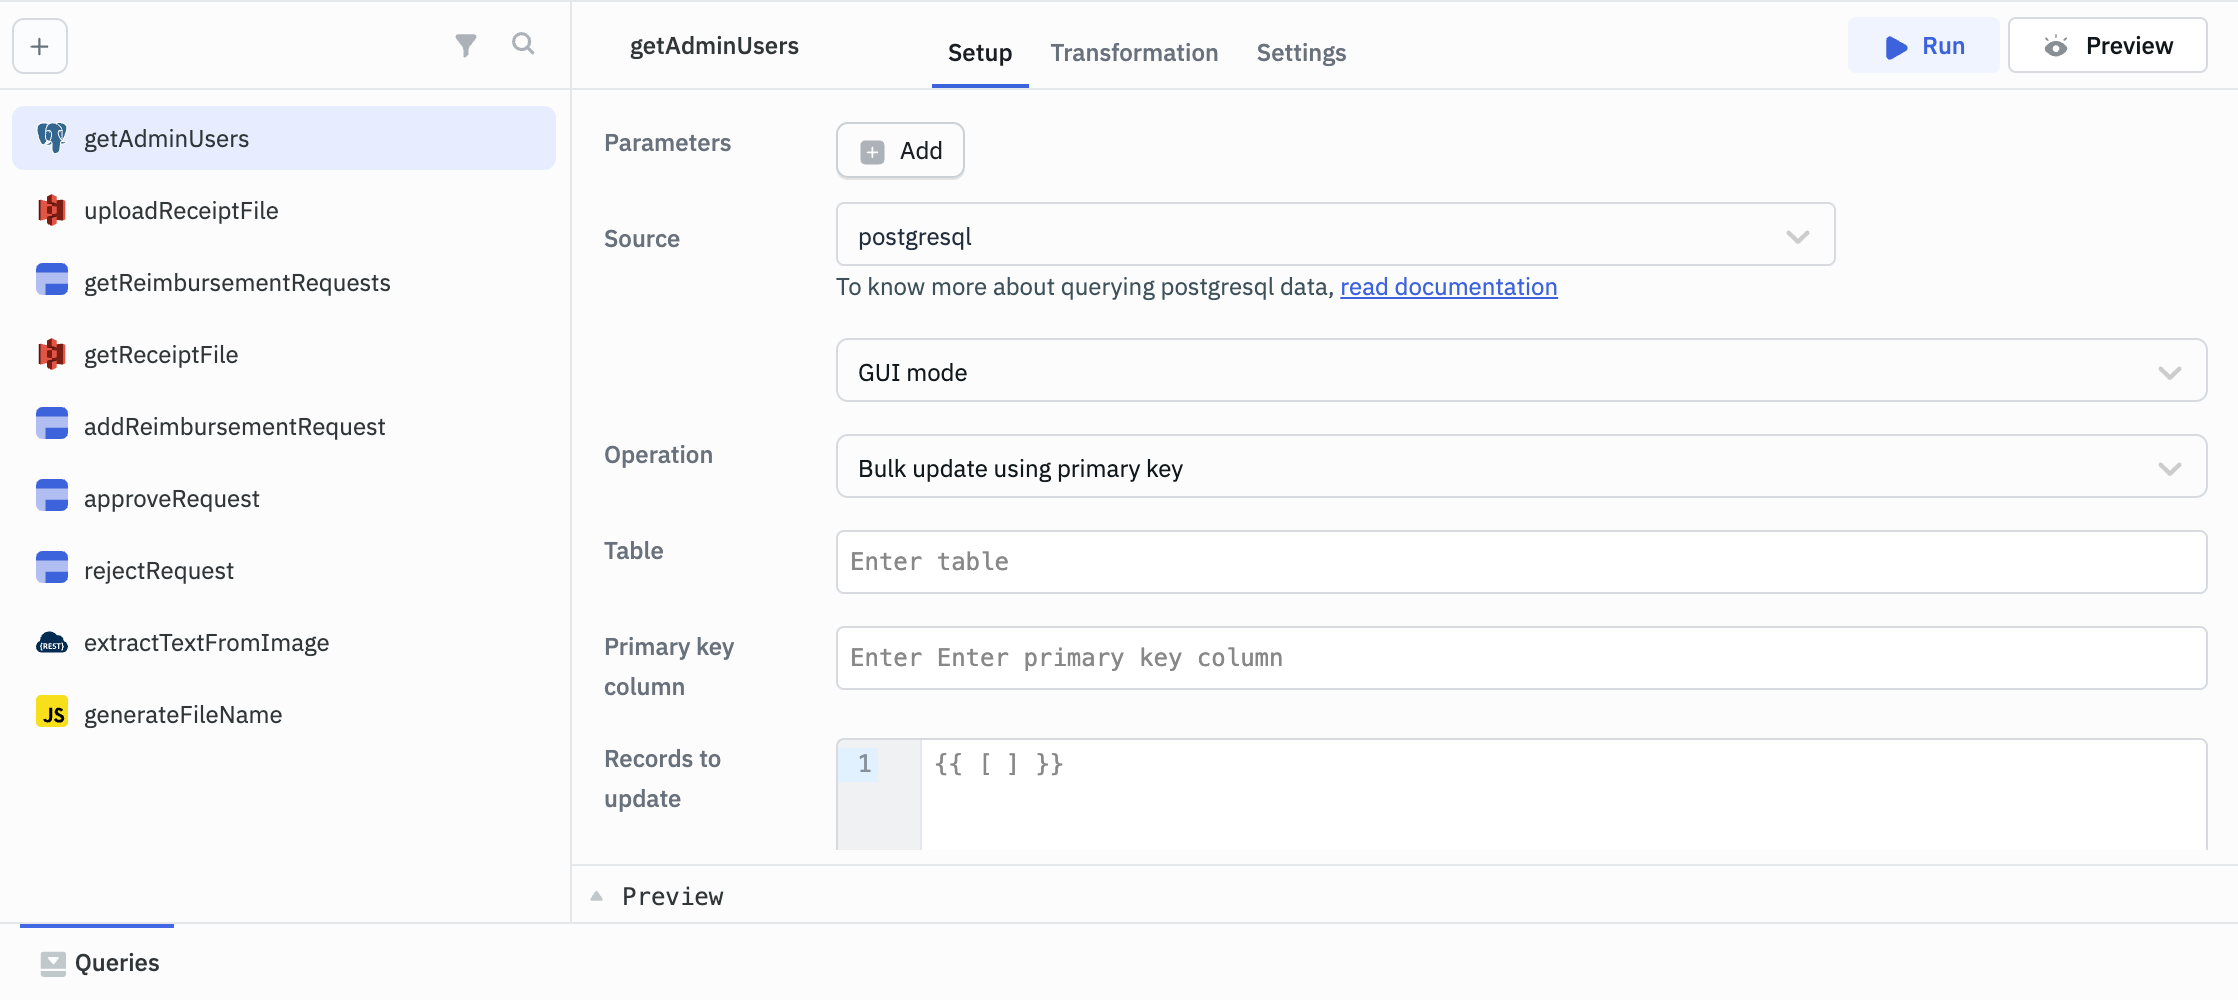 getAdminUsers
Setup
Transformation
Settings
Run
Preview
getAdminUsers
uploadReceiptFile
getReimbursementRequests
getReceiptFile
addReimbursementRequest
approveRequest
rejectRequest
{REST}
extractTextFromImage
JS
generateFileName
Parameters
Add
Source
postgresql
To know more about querying postgresql data, read documentation
GUI mode
Operation
Bulk update using primary key
Table
Enter table
Primary key
column
Enter Enter primary key column
Records to
update
1
{{ [ ] }}
Preview
Queries